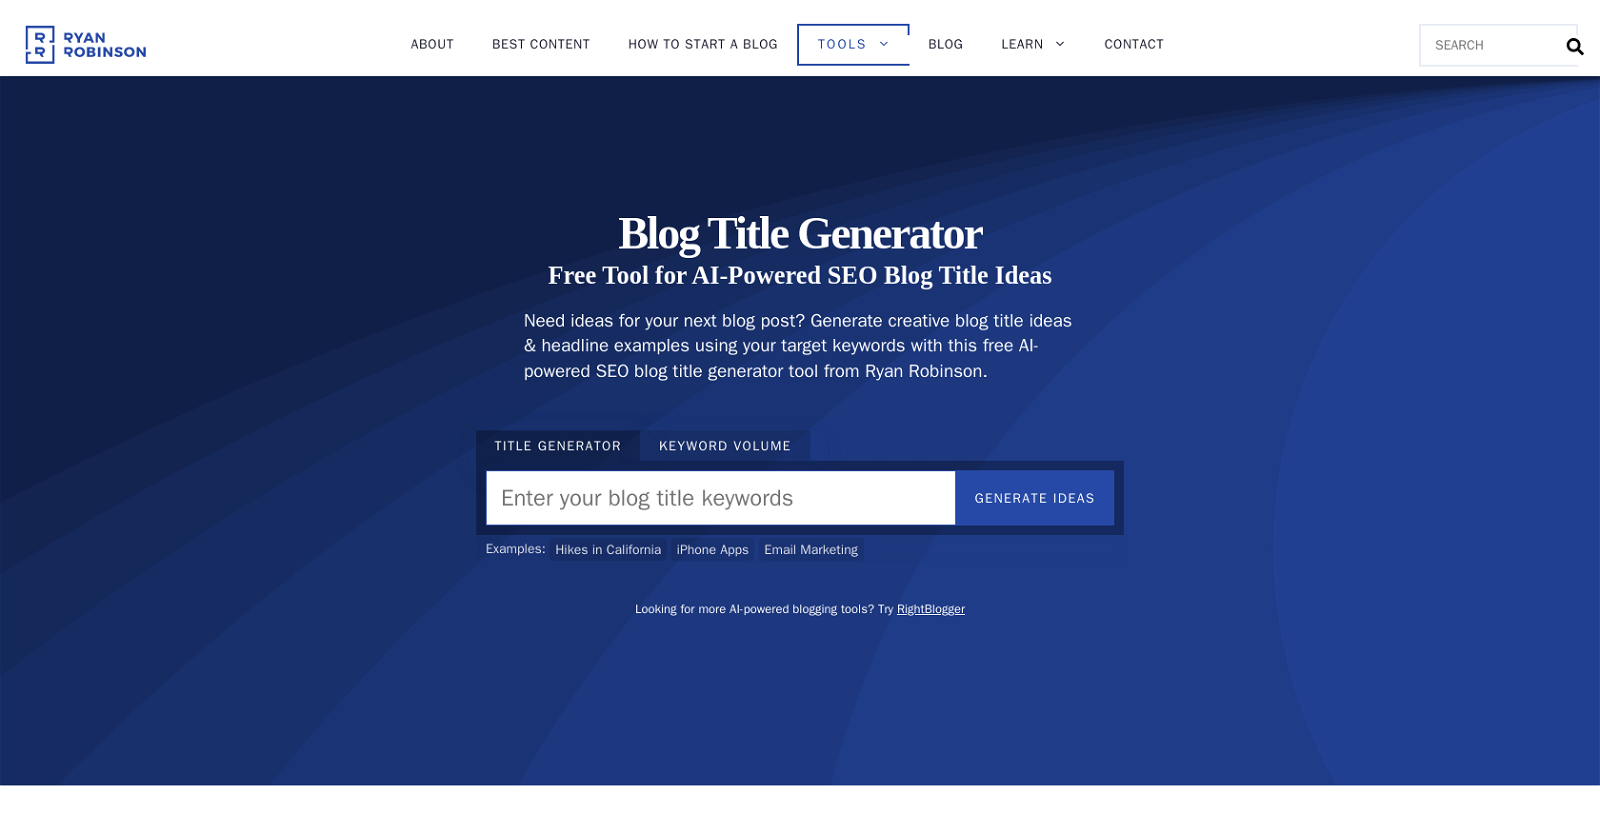 RYAN
ROBINSON
ABOUT
BEST CONTENT
HOW TO START A BLOG
TOOLS
BLOG
LEARN
CONTACT
SEARCH
Blog Title Generator
Free Tool for AI-Powered SEO Blog Title Ideas
Need ideas for your next blog post? Generate creative blog title ideas
& headline examples using your target keywords with this free AI-
powered SEO blog title generator tool from Ryan Robinson.
TITLE GENERATOR
KEYWORD VOLUME
Enter your blog title keywords
GENERATE IDEAS
Examples: Hikes in California iPhone Apps Email Marketing
Looking for more AI-powered blogging tools? Try RightBlogger